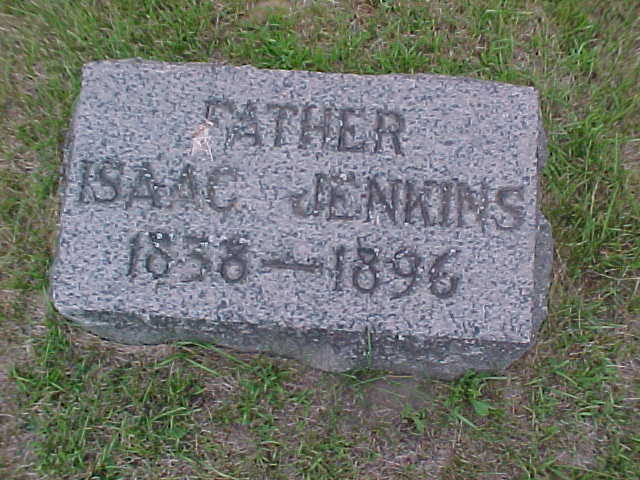 FATHER
ISAAC JENKINS
1838 — 1896